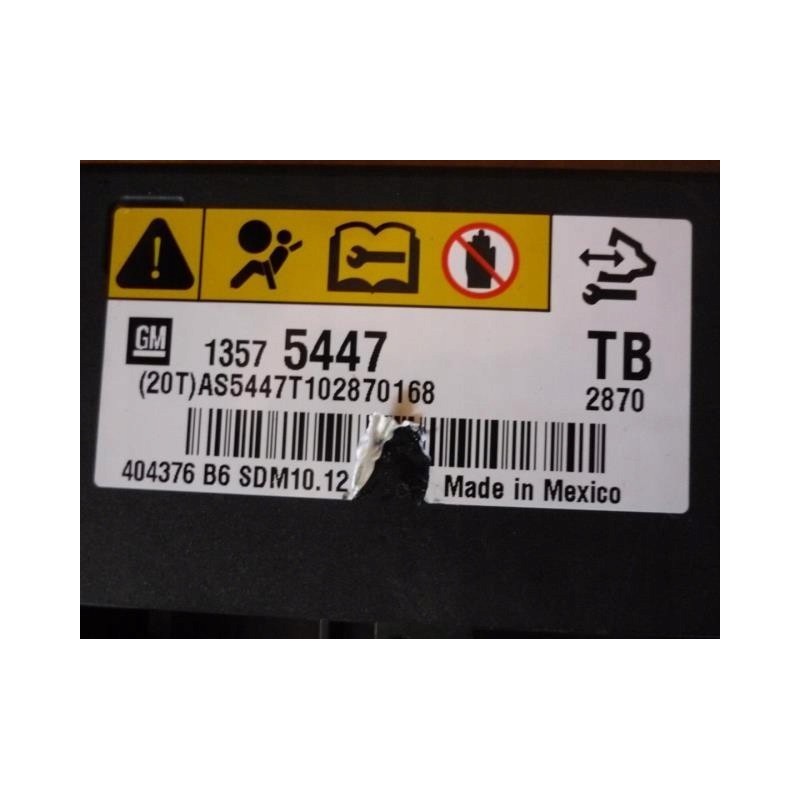 GM 1357 5447 TB
(20T)AS5447T102870168 2870
404376 B6 SDM10.12 Made in Mexico